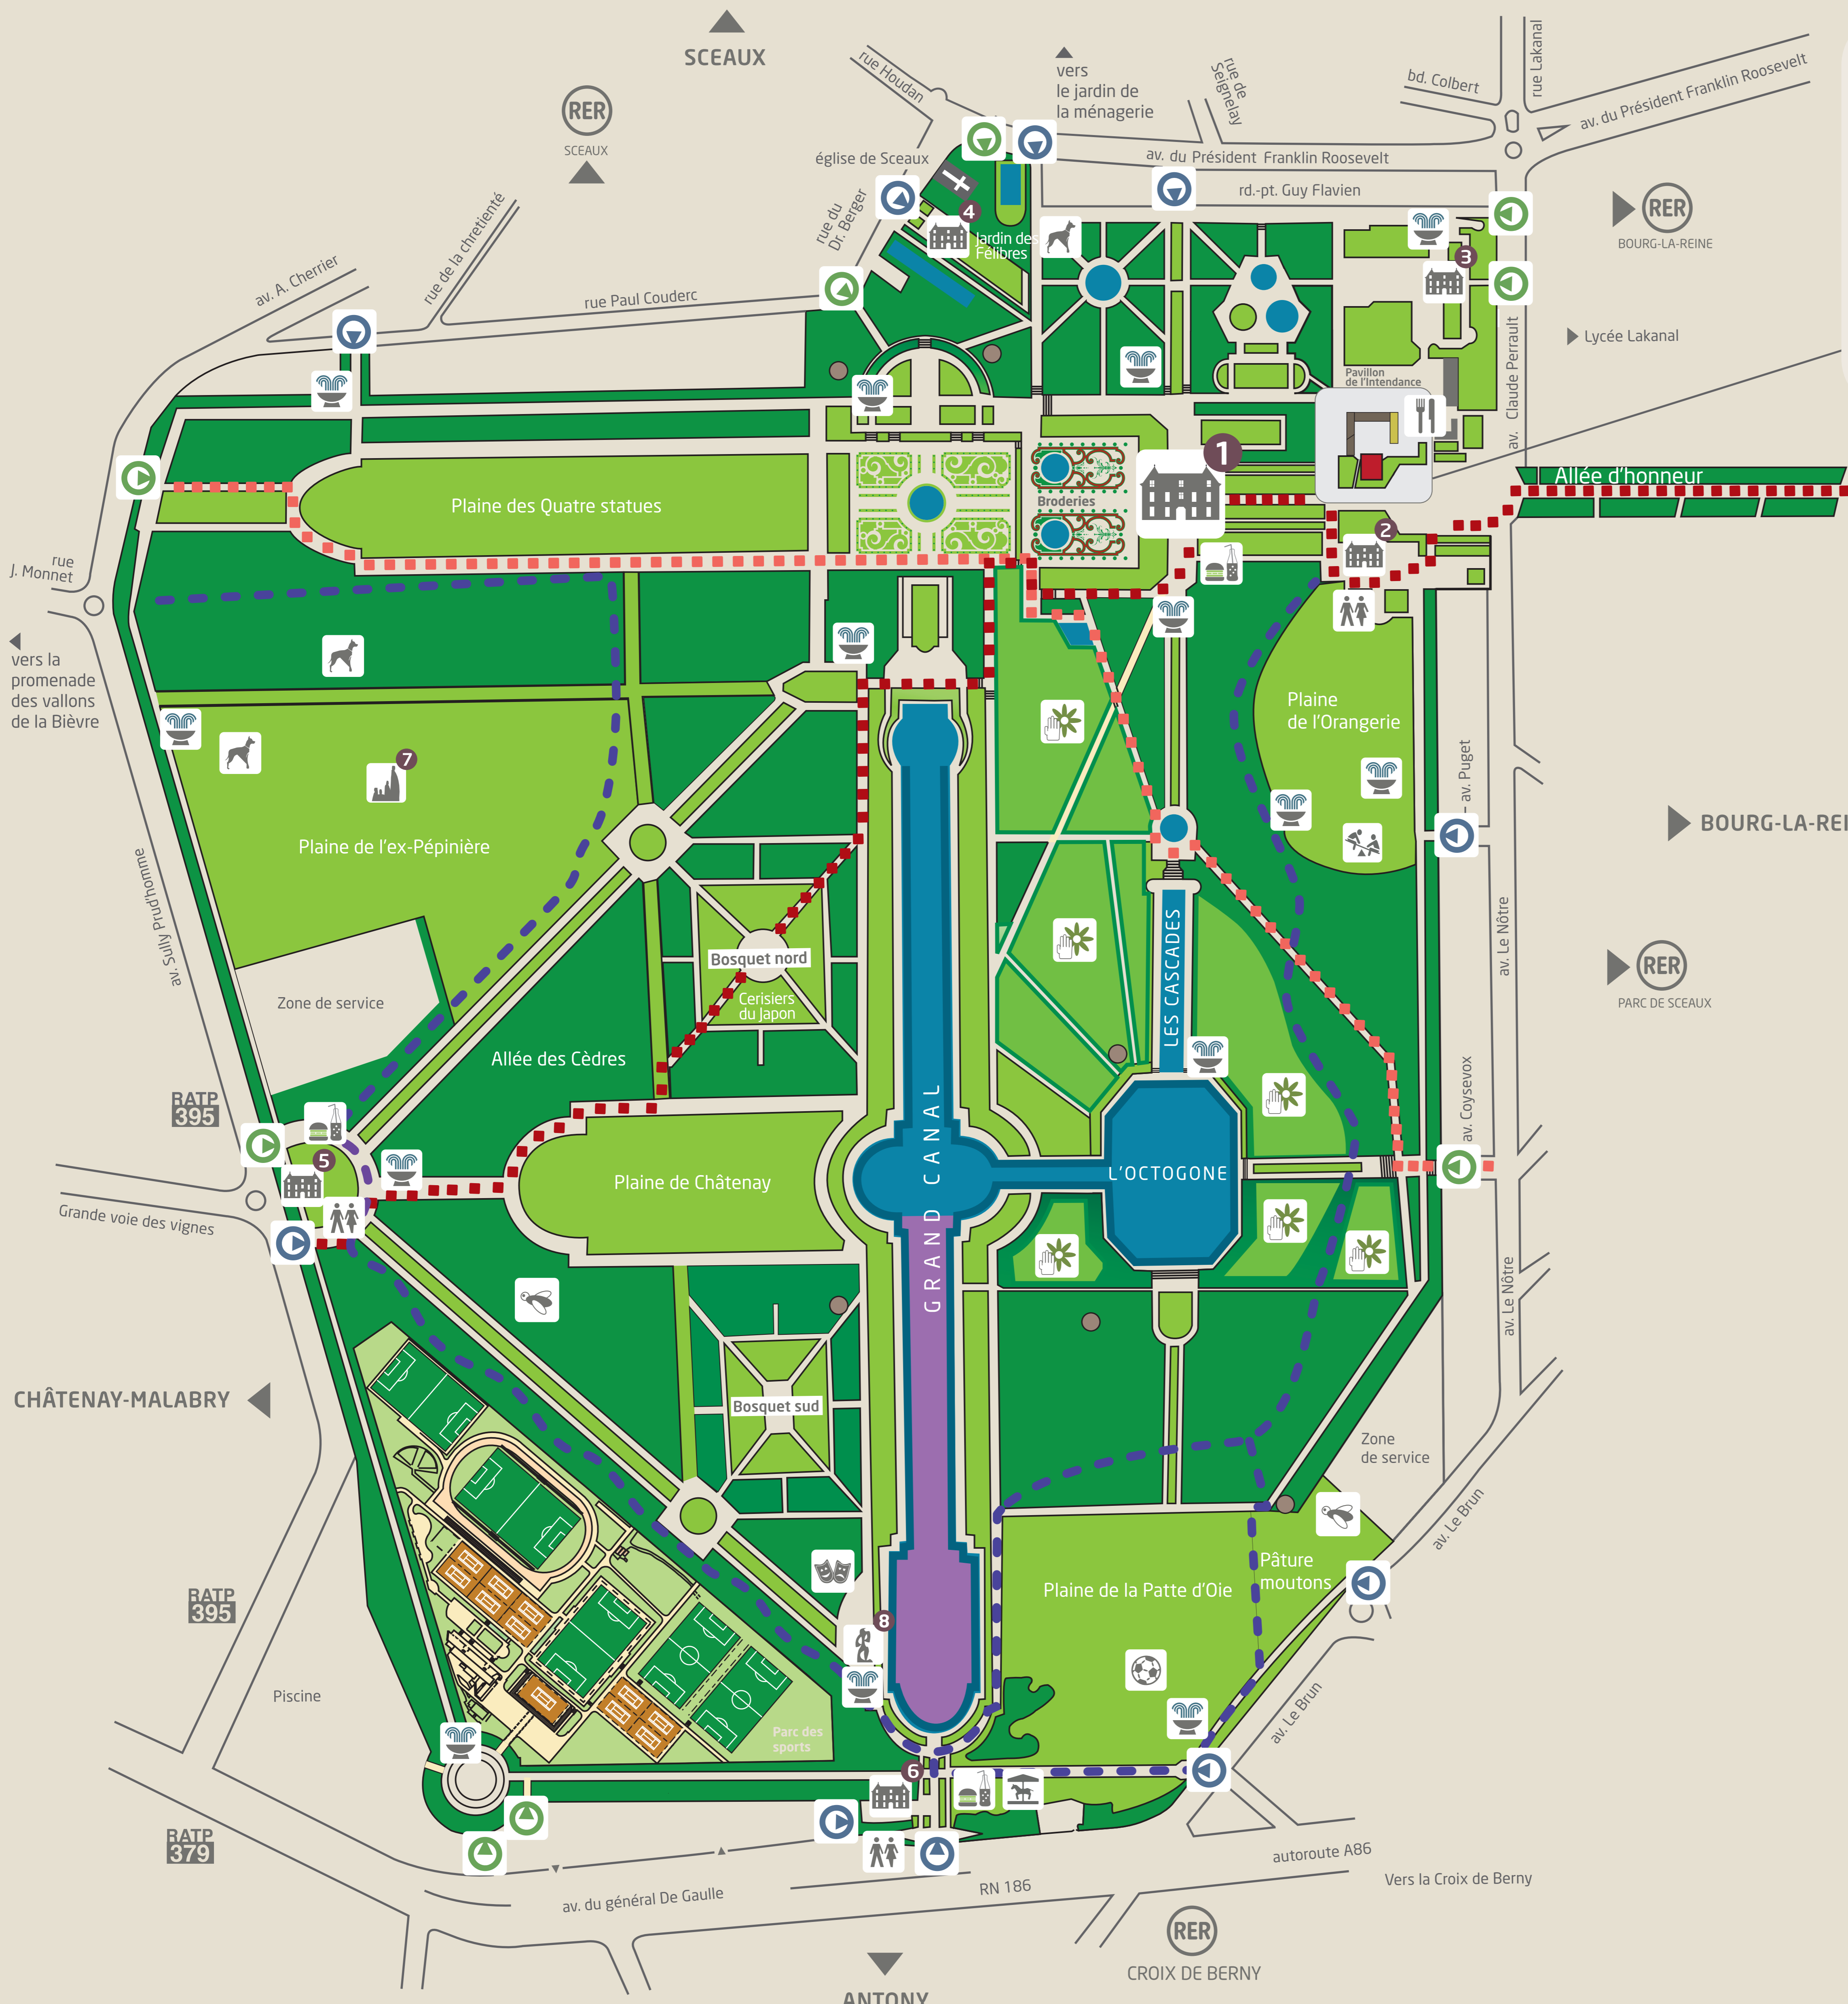 SCEAUX
RER
SCEAUX
rue Houdan
vers
le jardin de
la ménagerie
rue de
Seignelay
bd. Colbert
rue Lakanal
av. du Président Franklin Roosevelt
av. du Président Franklin Roosevelt
rd.-pt. Guy Flavien
église de Sceaux
rue du
Dr. Berger
4
Jardin des
Félibres
RER
BOURG-LA-REINE
3
Lycée Lakanal
av. Claude Perrault
av. A. Cherrier
rue de la chretienté
rue Paul Couderc
Pavillon
de l'Intendance
1
Allée d'honneur
Plaine des Quatre statues
Broderies
2
rue
J. Monnet
vers la
promenade
des vallons
de la Bièvre
Plaine
de l'Orangerie
7
Plaine de l'ex-Pépinière
av. Puget
BOURG-LA-REI
av. Sully Prud'homme
av. Le Nôtre
Bosquet nord
Cerisiers
du Japon
LES CASCADES
RER
PARC DE SCEAUX
Zone de service
Allée des Cèdres
RATP
395
av. Coysevox
5
Plaine de Châtenay
GRAND CANAL
L'OCTOGONE
Grande voie des vignes
av. Le Nôtre
CHÂTENAY-MALABRY
Bosquet sud
Zone
de service
av. Le Brun
Pâture
moutons
Plaine de la Patte d'Oie
RATP
395
8
Piscine
Parc des
sports
av. Le Brun
6
RATP
379
autoroute A86
Vers la Croix de Berny
av. du général De Gaulle
RN 186
RER
CROIX DE BERNY
ANTONY